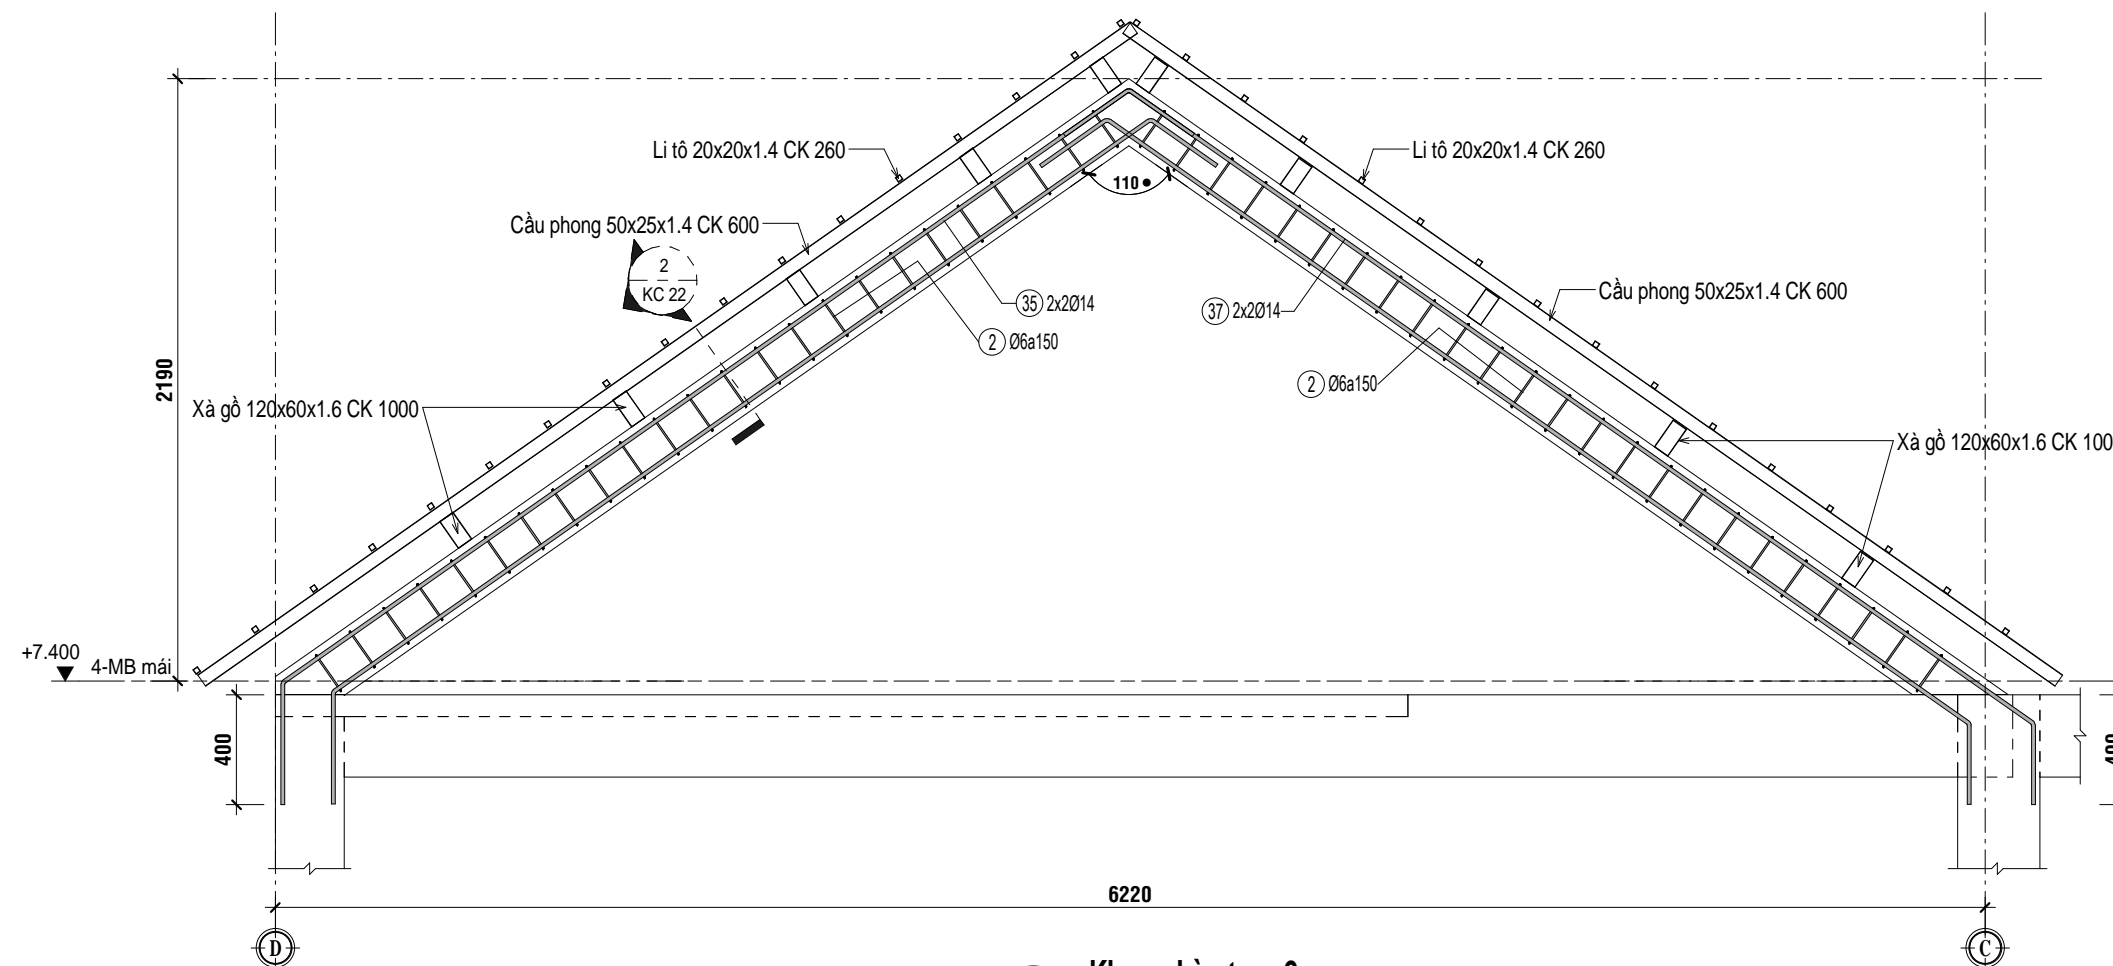 Li tô 20x20x1.4 CK 260
Li tô 20x20x1.4 CK 260
110
Cầu phong 50x25x1.4 CK 600
2
KC 22
35 2x2Ø14
37 2x2Ø14
Cầu phong 50x25x1.4 CK 600
2 Ø6a150
2 Ø6a150
2190
Xà gồ 120x60x1.6 CK 1000
Xà gồ 120x60x1.6 CK 100
+7.400
4-MB mái
400
6220
D
C